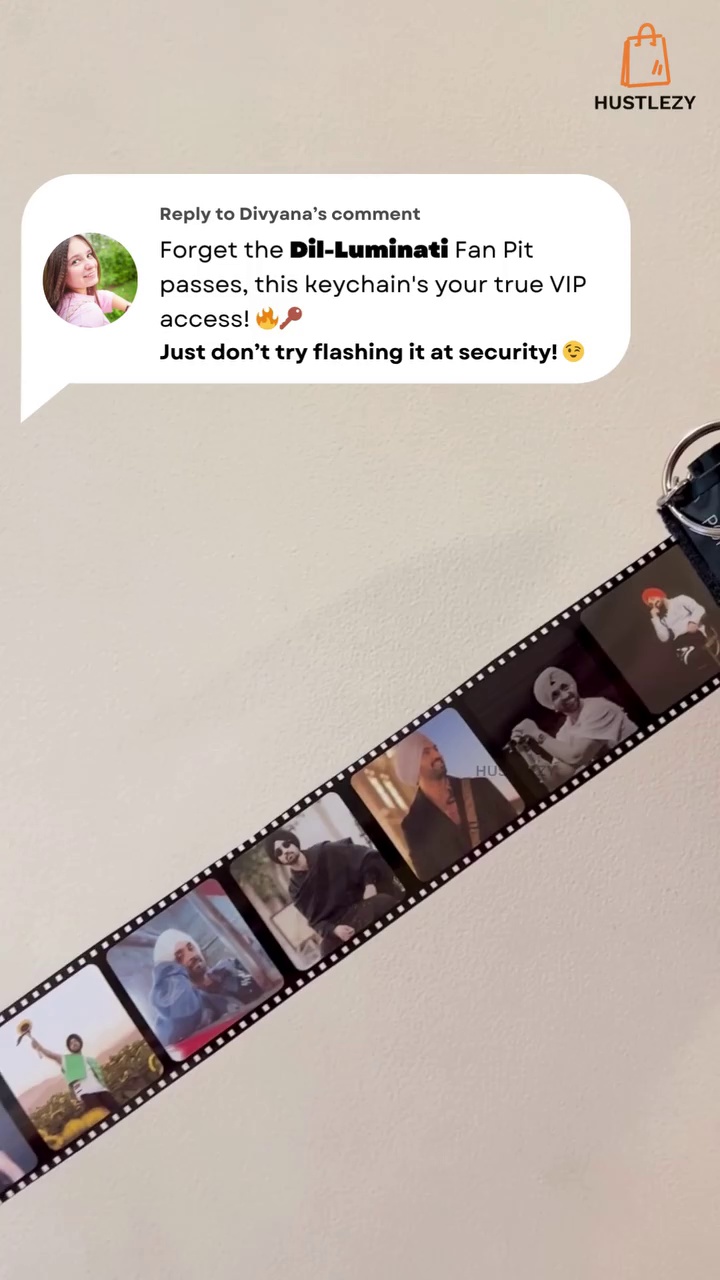 HUSTLEZY
Reply to Divyana’s comment
Forget the Dil-Luminati Fan Pit
passes, this keychain's your true VIP
access! 🔥🔑
Just don’t try flashing it at security! 😉